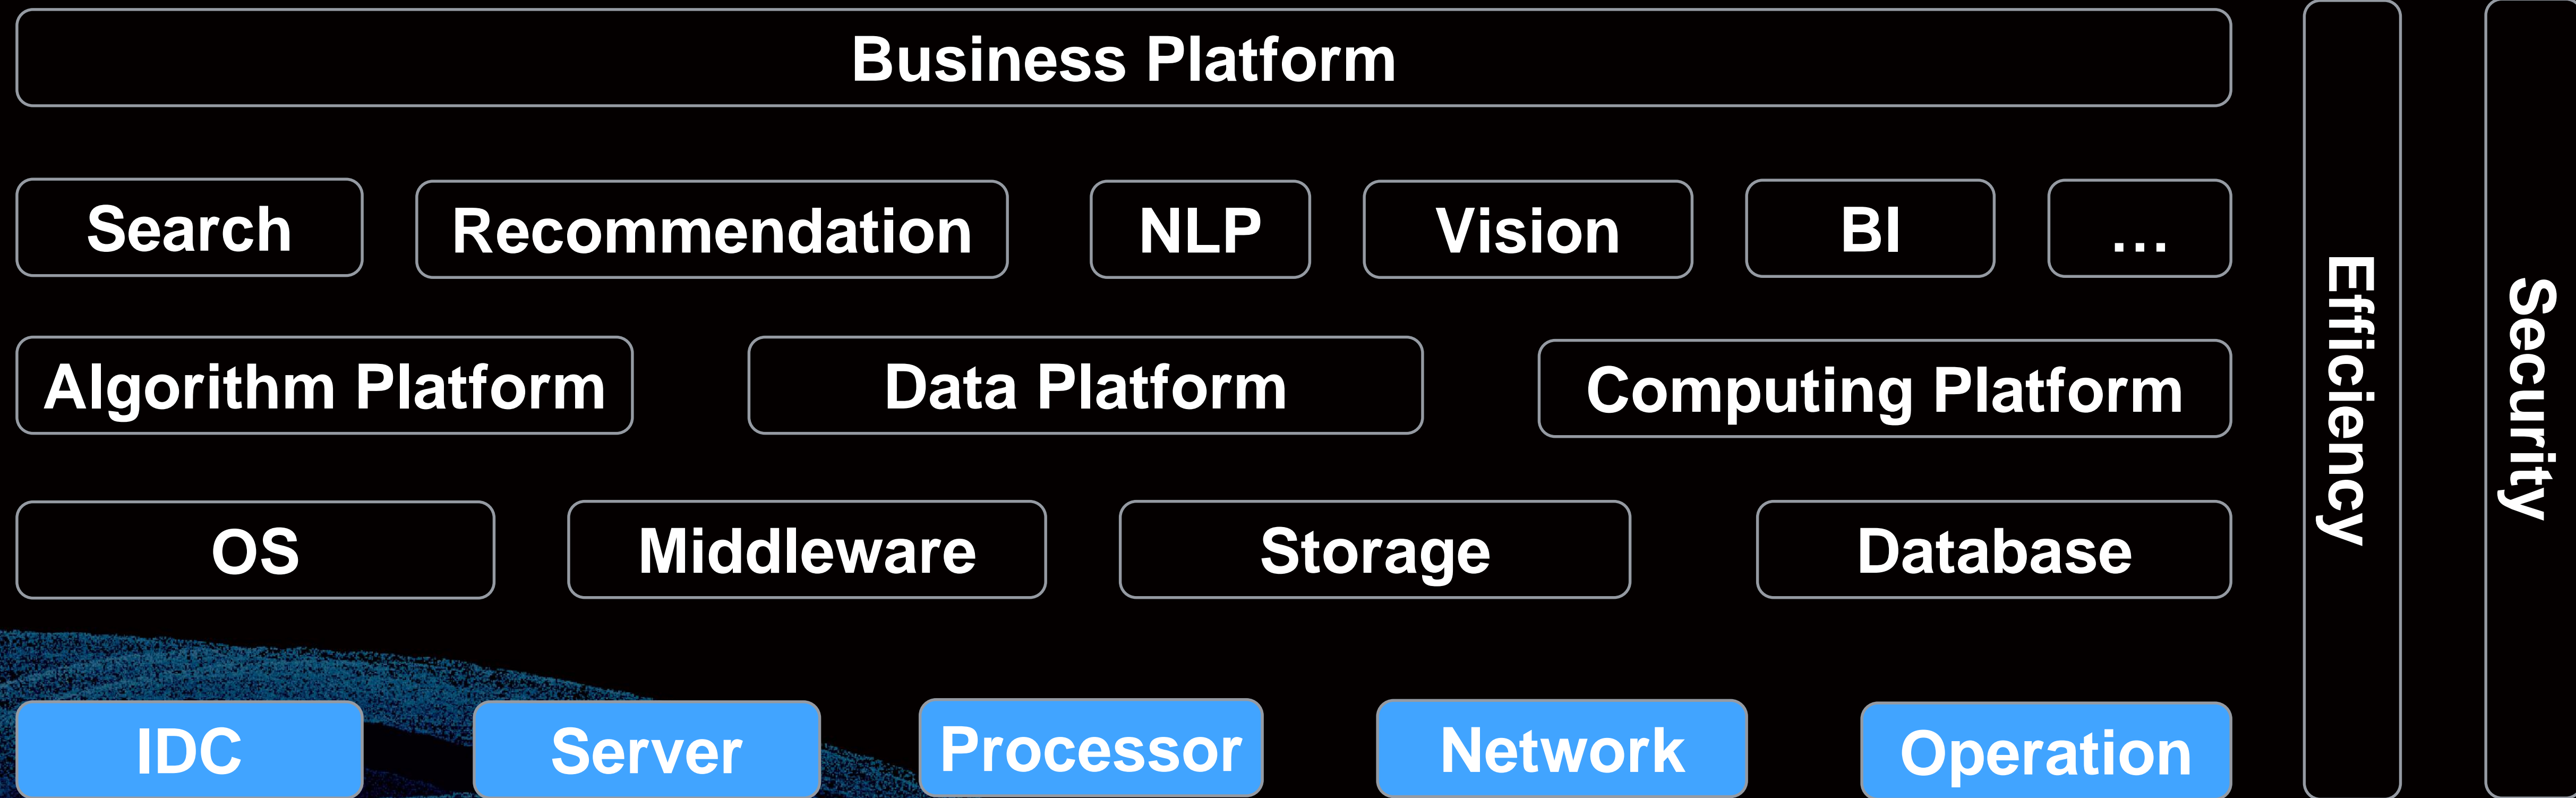 Business Platform
Search
Recommendation
NLP
Vision
BI
…
Algorithm Platform
Data Platform
Computing Platform
OS
Middleware
Storage
Database
IDC
Server
Processor
Network
Operation
Efficiency
Security